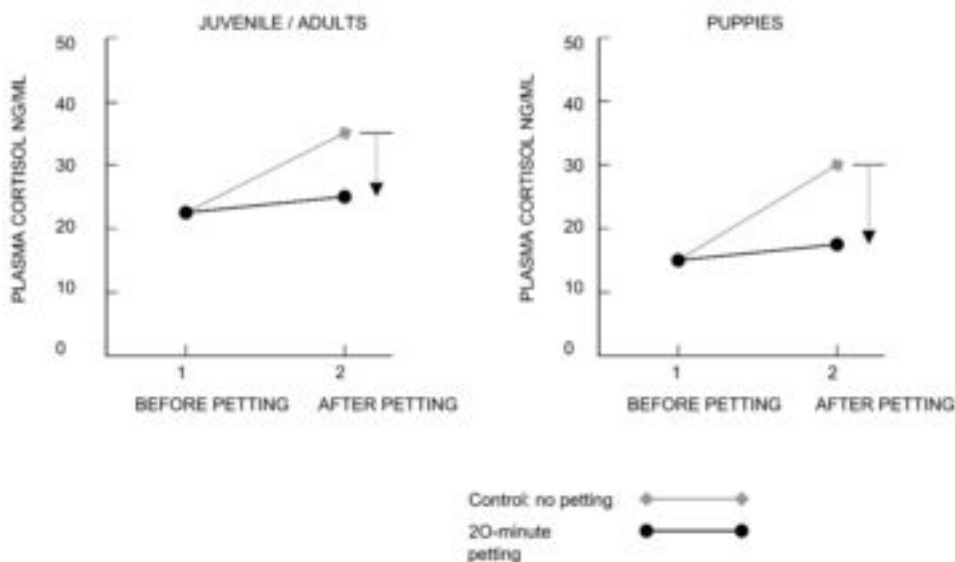 JUVENILE / ADULTS
50
40
30
20
10
0
PLASMA CORTISOL NG/ML
1
2
BEFORE PETTING
AFTER PETTING
PUPPIES
50
40
30
20
10
0
PLASMA CORTISOL NG/ML
1
2
BEFORE PETTING
AFTER PETTING
Control: no petting
2O-minute
petting